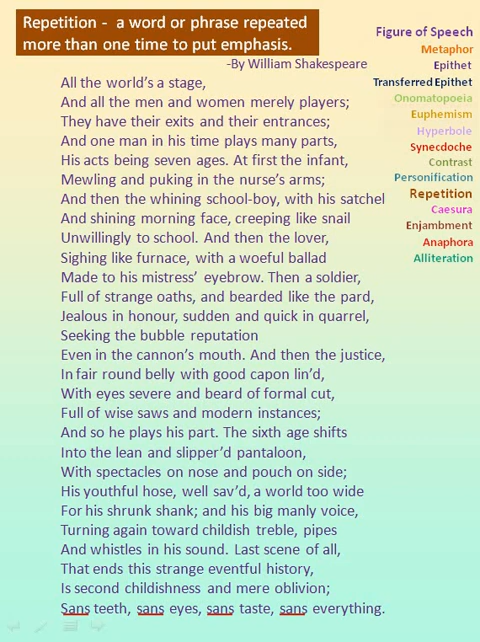 Repetition - a word or phrase repeated
more than one time to put emphasis.
-By William Shakespeare
All the world's a stage,
And all the men and women merely players;
They have their exits and their entrances;
And one man in his time plays many parts,
His acts being seven ages. At first the infant,
Mewling and puking in the nurse's arms;
And then the whining school-boy, with his satchel
And shining morning face, creeping like snail
Unwillingly to school. And then the lover,
Sighing like furnace, with a woeful ballad
Made to his mistress' eyebrow. Then a soldier,
Full of strange oaths, and bearded like the pard,
Jealous in honour, sudden and quick in quarrel,
Seeking the bubble reputation
Even in the cannon's mouth. And then the justice,
In fair round belly with good capon lin'd,
With eyes severe and beard of formal cut,
Full of wise saws and modern instances;
And so he plays his part. The sixth age shifts
Into the lean and slipper'd pantaloon,
With spectacles on nose and pouch on side;
His youthful hose, well sav'd, a world too wide
For his shrunk shank; and his big manly voice,
Turning again toward childish treble, pipes
And whistles in his sound. Last scene of all,
That ends this strange eventful history,
Is second childishness and mere oblivion;
Sans teeth, sans eyes, sans taste, sans everything.
Figure of Speech
Metaphor
Epithet
Transferred Epithet
Onomatopoeia
Euphemism
Hyperbole
Synecdoche
Contrast
Personification
Repetition
Caesura
Enjambment
Anaphora
Alliteration